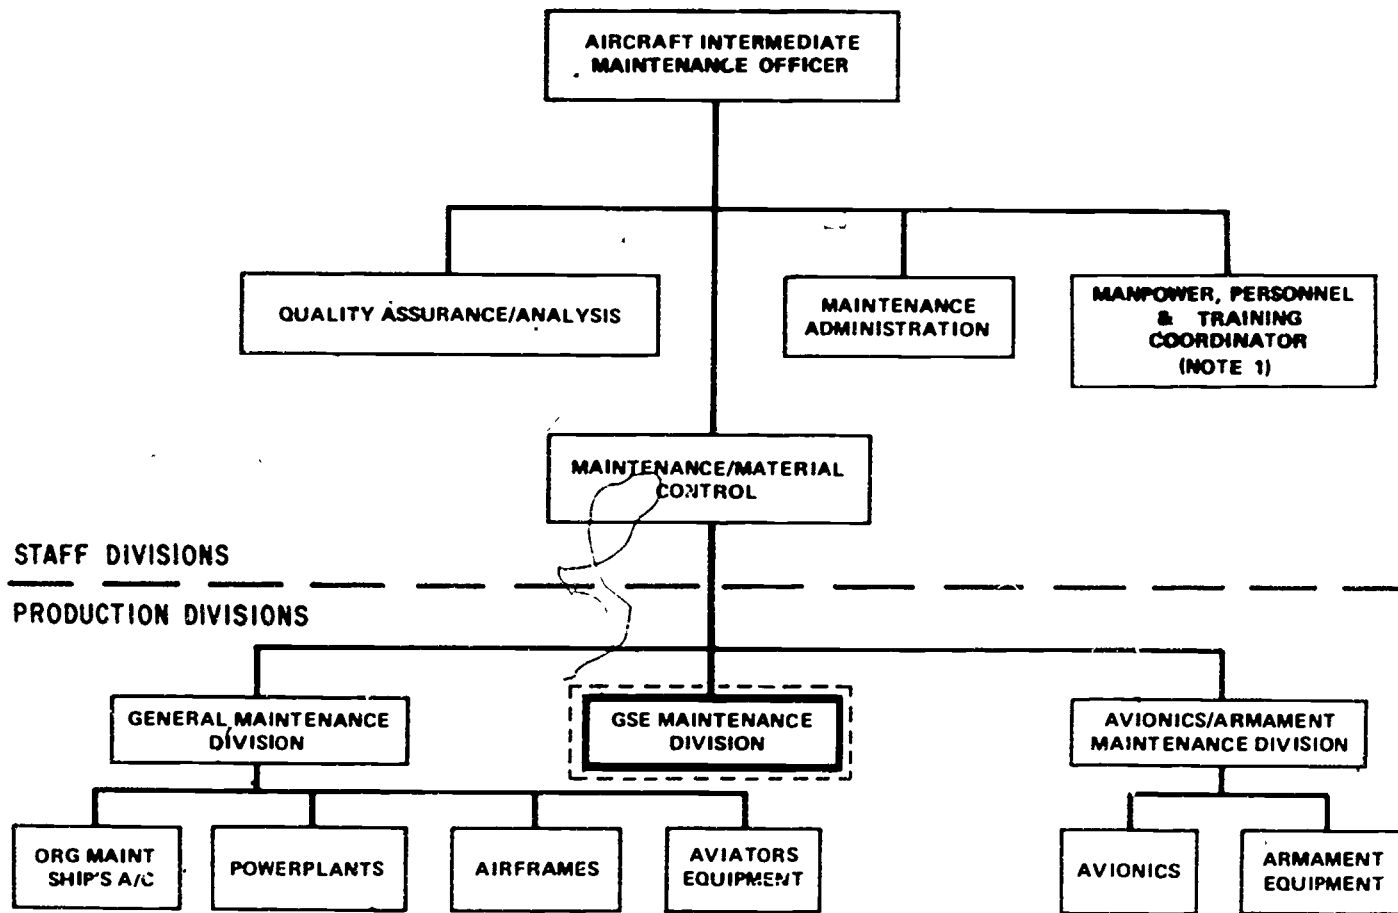 AIRCRAFT INTERMEDIATE
MAINTENANCE OFFICER
QUALITY ASSURANCE/ANALYSIS
MAINTENANCE
ADMINISTRATION
MANPOWER, PERSONNEL
& TRAINING
COORDINATOR
(NOTE 1)
MAINTENANCE/MATERIAL
CONTROL
STAFF DIVISIONS
PRODUCTION DIVISIONS
GENERAL MAINTENANCE
DIVISION
GSE MAINTENANCE
DIVISION
AVIONICS/ARMAMENT
MAINTENANCE DIVISION
ORG MAINT
SHIP'S A/C
POWERPLANTS
AIRFRAMES
AVIATORS
EQUIPMENT
AVIONICS
ARMAMENT
EQUIPMENT